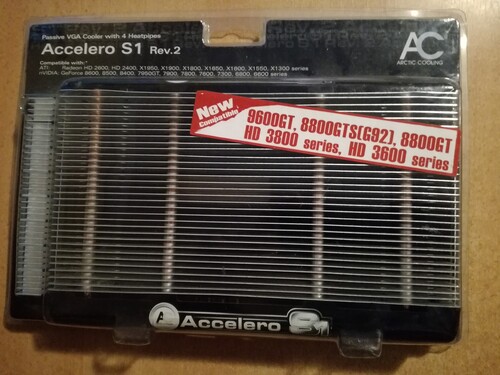 Passive VGA Cooler with 4 Heatpipes
Accelero S1 Rev.2
Compatible with:
ATI: Radeon HD 2600, HD 2400, X1950, X1900, X1800, X1650, X1600, X1550, X1300 series
nVIDIA: GeForce 8600, 8500, 8400, 7950GT, 7900, 7800, 7600, 7300, 6800, 6600 series
AC
ARCTIC COOLING
New
Compatible
9600GT, 8800GTS(G92), 8800GT
HD 3800 series, HD 3600 series
Accelero S1